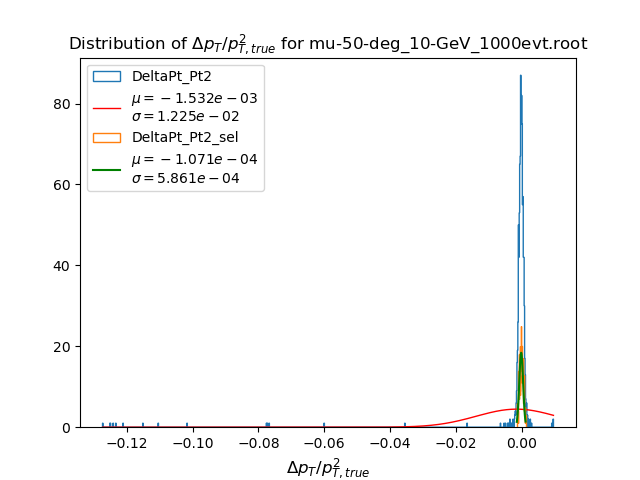 Distribution of Δp_T/p²_{T,true} for mu-50-deg_10-GeV_1000evt.root
DeltaPt_Pt2
μ = −1.532e − 03
σ = 1.225e − 02
DeltaPt_Pt2_sel
μ = −1.071e − 04
σ = 5.861e − 04
80
60
40
20
0
−0.12 −0.10 −0.08 −0.06 −0.04 −0.02 0.00
Δp_T/p²_{T,true}